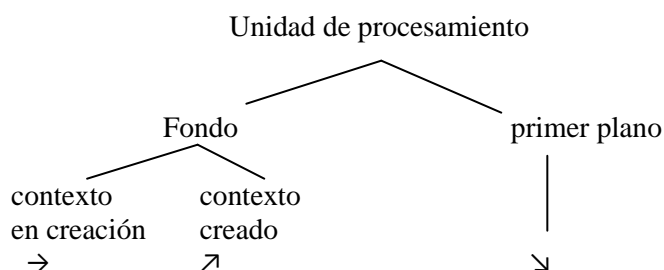 Unidad de procesamiento
Fondo primer plano
contexto contexto
en creación creado
→ ↗ ↘